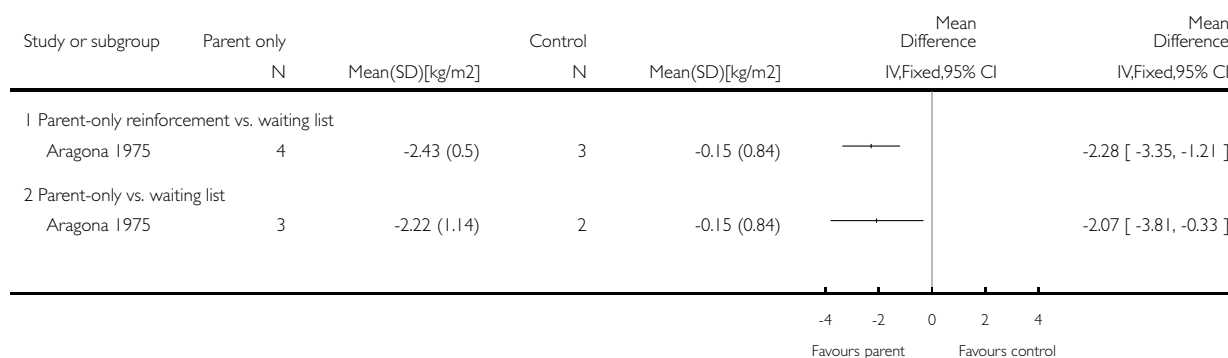 Mean Mean
Study or subgroup Parent only Control Difference Difference
N Mean(SD)[kg/m2] N Mean(SD)[kg/m2] IV,Fixed,95% CI IV,Fixed,95% CI
1 Parent-only reinforcement vs. waiting list
Aragona 1975 4 -2.43 (0.5) 3 -0.15 (0.84) -2.28 [ -3.35, -1.21 ]
2 Parent-only vs. waiting list
Aragona 1975 3 -2.22 (1.14) 2 -0.15 (0.84) -2.07 [ -3.81, -0.33 ]
-4 -2 0 2 4
Favours parent Favours control